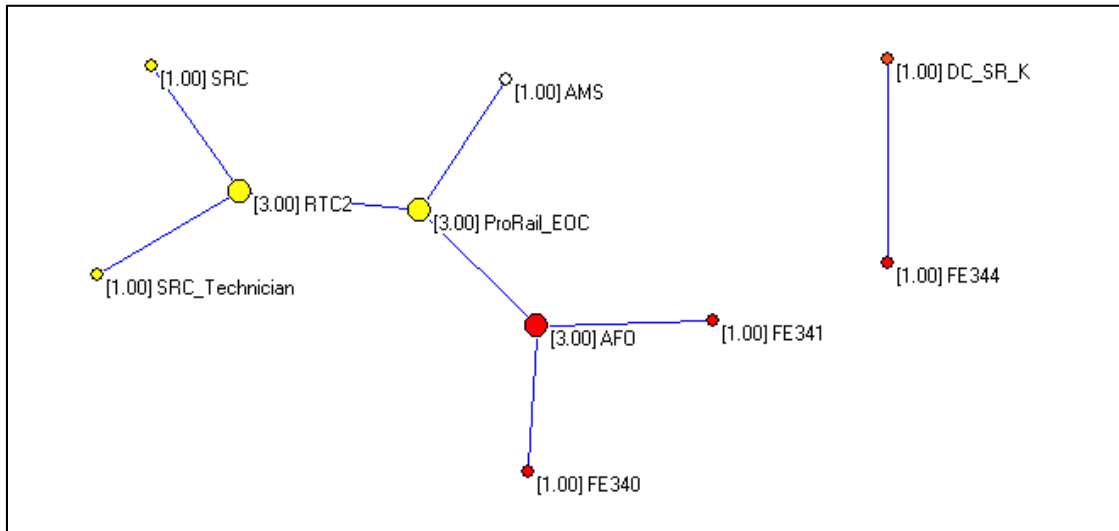 [1.00] SRC
[1.00] DC_SR_K
[1.00] AMS
[3.00] RTC2
[3.00] ProRail_EOC
[1.00] FE344
[1.00] SRC_Technician
[1.00] FE341
[3.00] AFO
[1.00] FE340